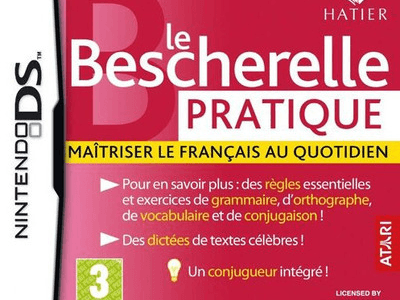 HATIER
NINTENDO DS
B
le
Bescherelle
PRATIQUE
MAÎTRISER LE FRANÇAIS AU QUOTIDIEN
Pour en savoir plus : des règles essentielles
et exercices de grammaire, d'orthographe,
de vocabulaire et de conjugaison !
Des dictées de textes célèbres !
Un conjugueur intégré !
3
ATARI
LICENSED BY